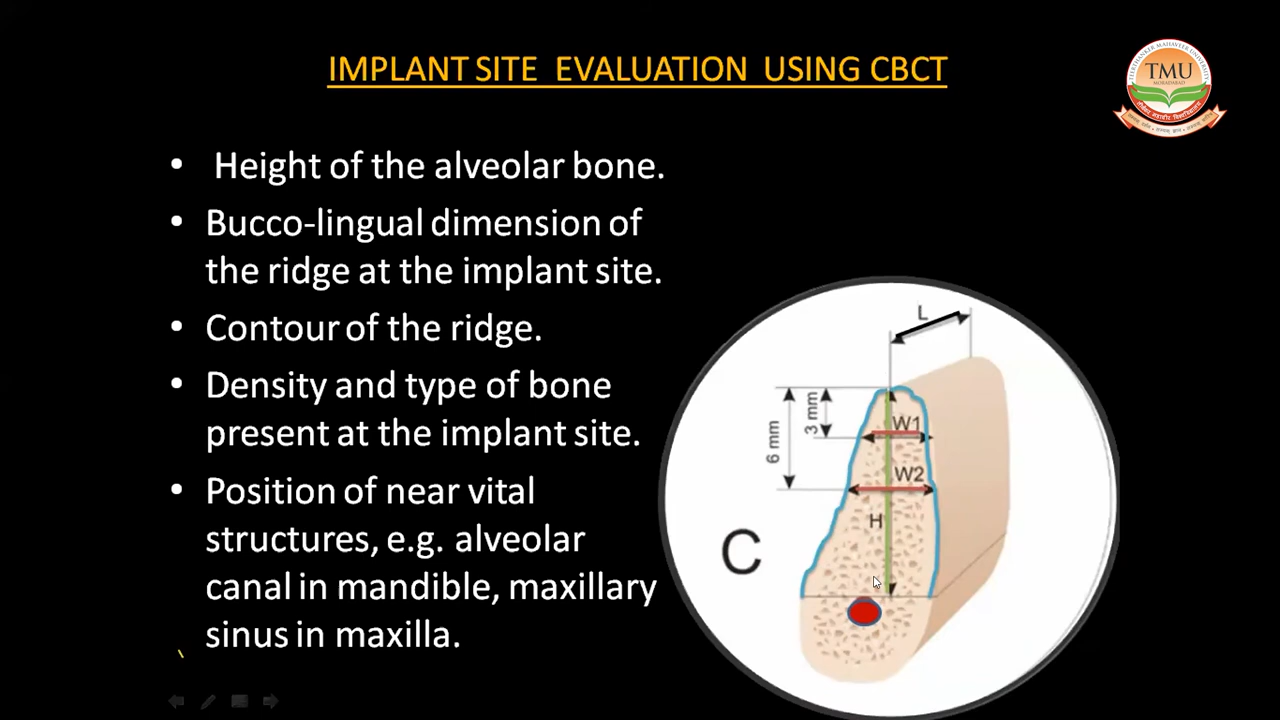 IMPLANT SITE EVALUATION USING CBCT
TMU
• Height of the alveolar bone.
• Bucco-lingual dimension of
the ridge at the implant site.
• Contour of the ridge.
• Density and type of bone
present at the implant site.
• Position of near vital
structures, e.g. alveolar
canal in mandible, maxillary
sinus in maxilla.
L
3 mm
6 mm
W1
W2
H
C